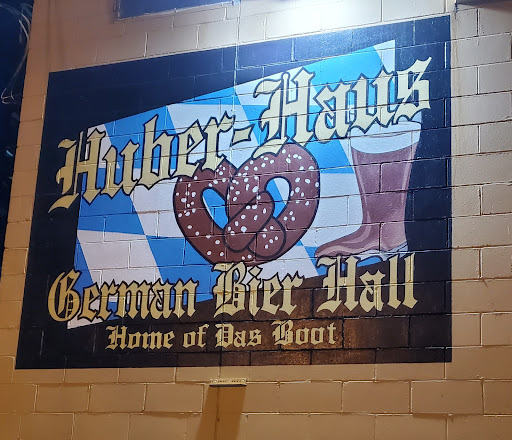 Huber-Haus
German Bier Hall
Home of Das Boot